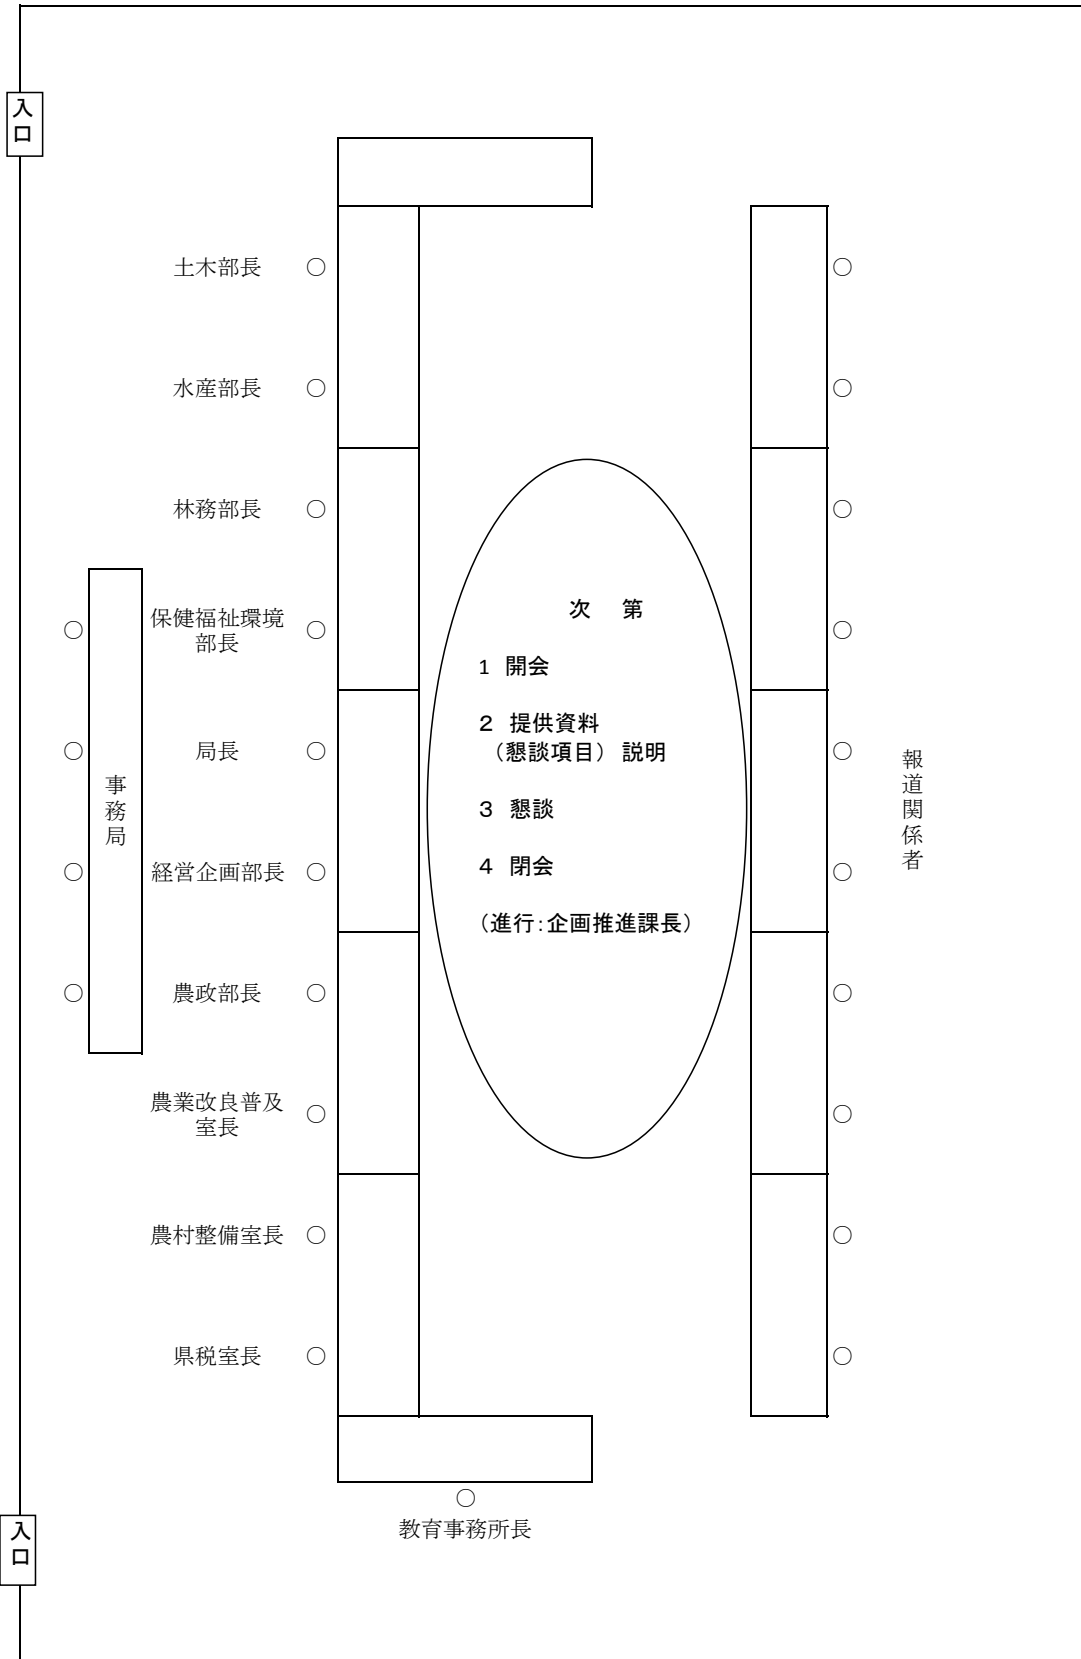 入
口
土木部長 ○ ○
水産部長 ○ ○
林務部長 ○ ○
次　第
○ 保健福祉環境
部長 ○ ○
1 開会
2 提供資料
（懇談項目） 説明
○ 局長 ○ ○
報
道
関
係
者
事
務
局
3 懇談
4 閉会
○ 経営企画部長 ○ ○
（進行：企画推進課長）
○ 農政部長 ○ ○
農業改良普及
室長 ○ ○
農村整備室長 ○ ○
県税室長 ○ ○
○
教育事務所長
入
口